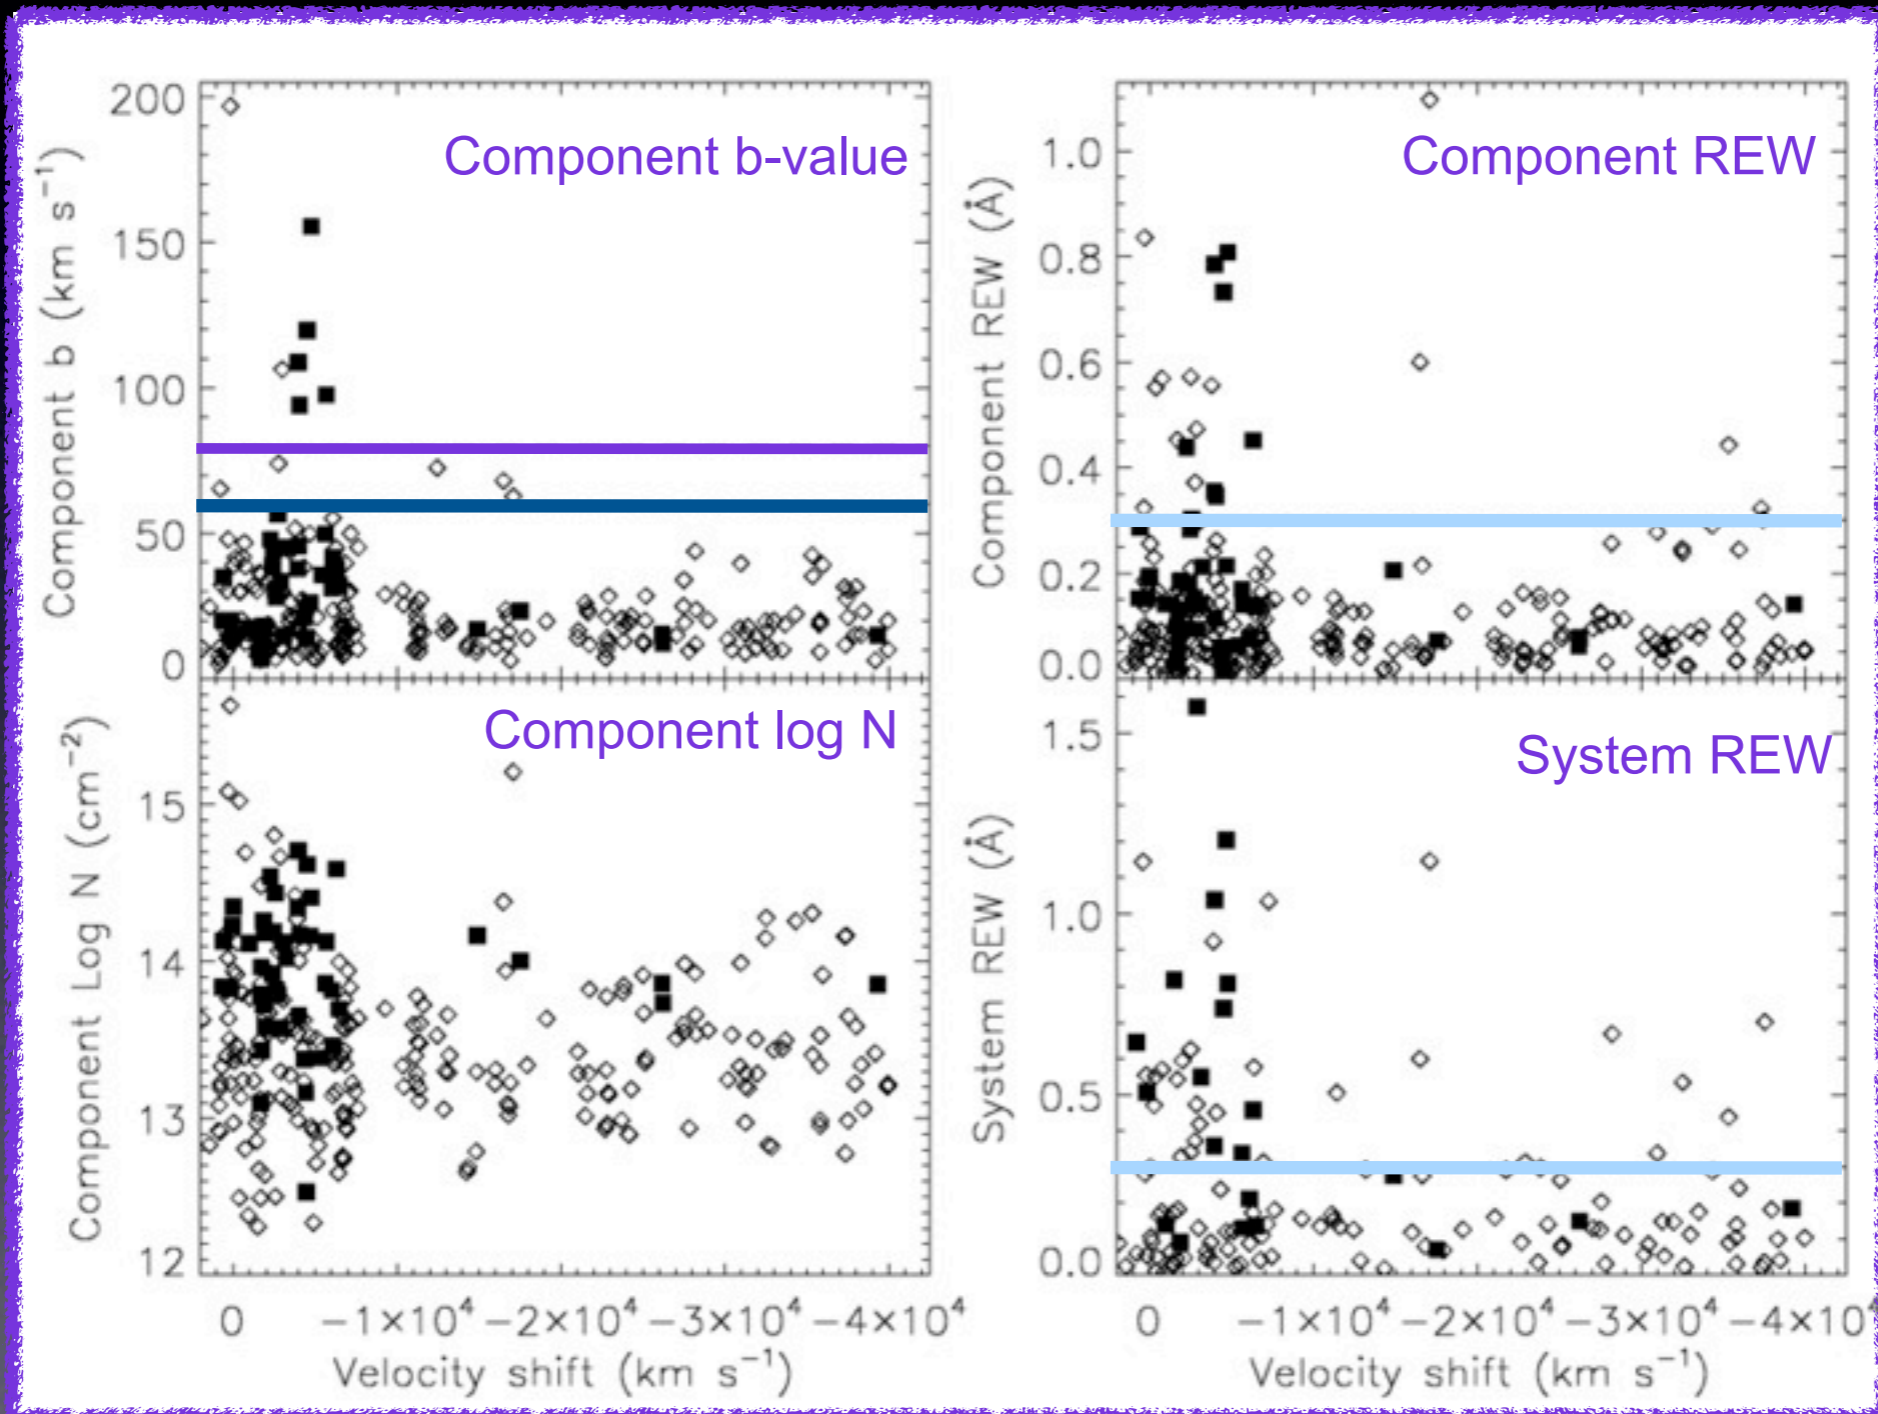 200
150
100
50
0
Component b (km s⁻¹)
Component b-value
1.0
0.8
0.6
0.4
0.2
0.0
Component REW (Å)
Component REW
15
14
13
12
Component Log N (cm⁻²)
Component log N
1.5
1.0
0.5
0.0
System REW (Å)
System REW
0 −1×10⁴ −2×10⁴ −3×10⁴ −4×10⁴
Velocity shift (km s⁻¹)
0 −1×10⁴ −2×10⁴ −3×10⁴ −4×10⁴
Velocity shift (km s⁻¹)